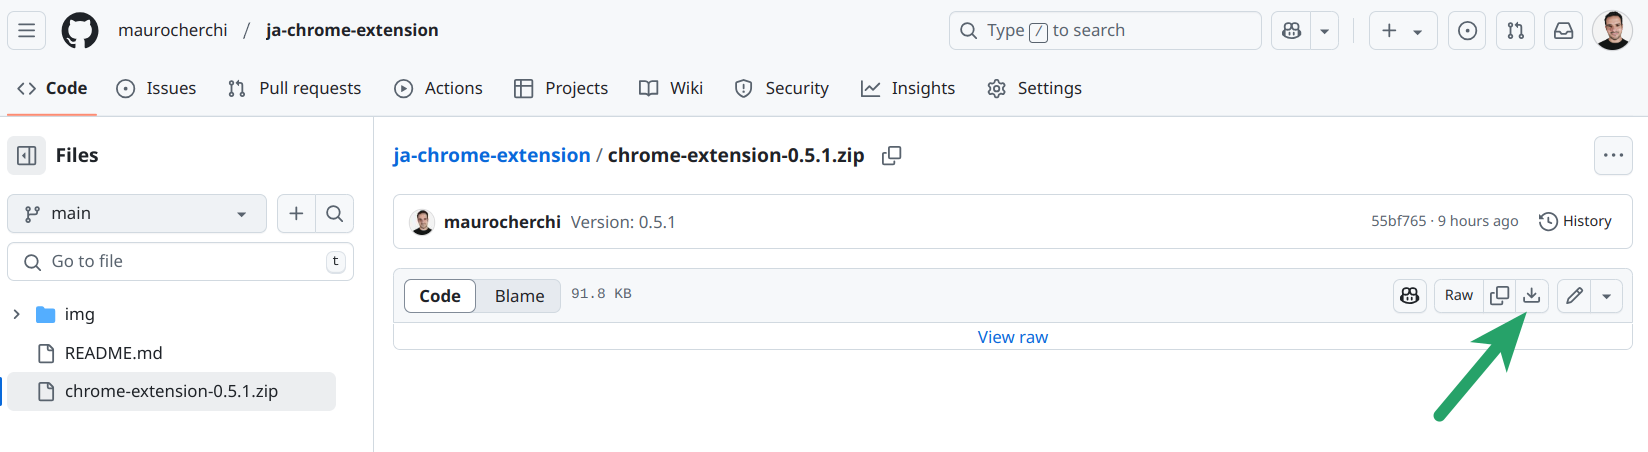 maurocherchi / ja-chrome-extension
Type / to search
Code
Issues
Pull requests
Actions
Projects
Wiki
Security
Insights
Settings
Files
main
Go to file
t
img
README.md
chrome-extension-0.5.1.zip
ja-chrome-extension / chrome-extension-0.5.1.zip
maurocherchi Version: 0.5.1
55bf765 · 9 hours ago
History
Code Blame 91.8 KB
Raw
View raw